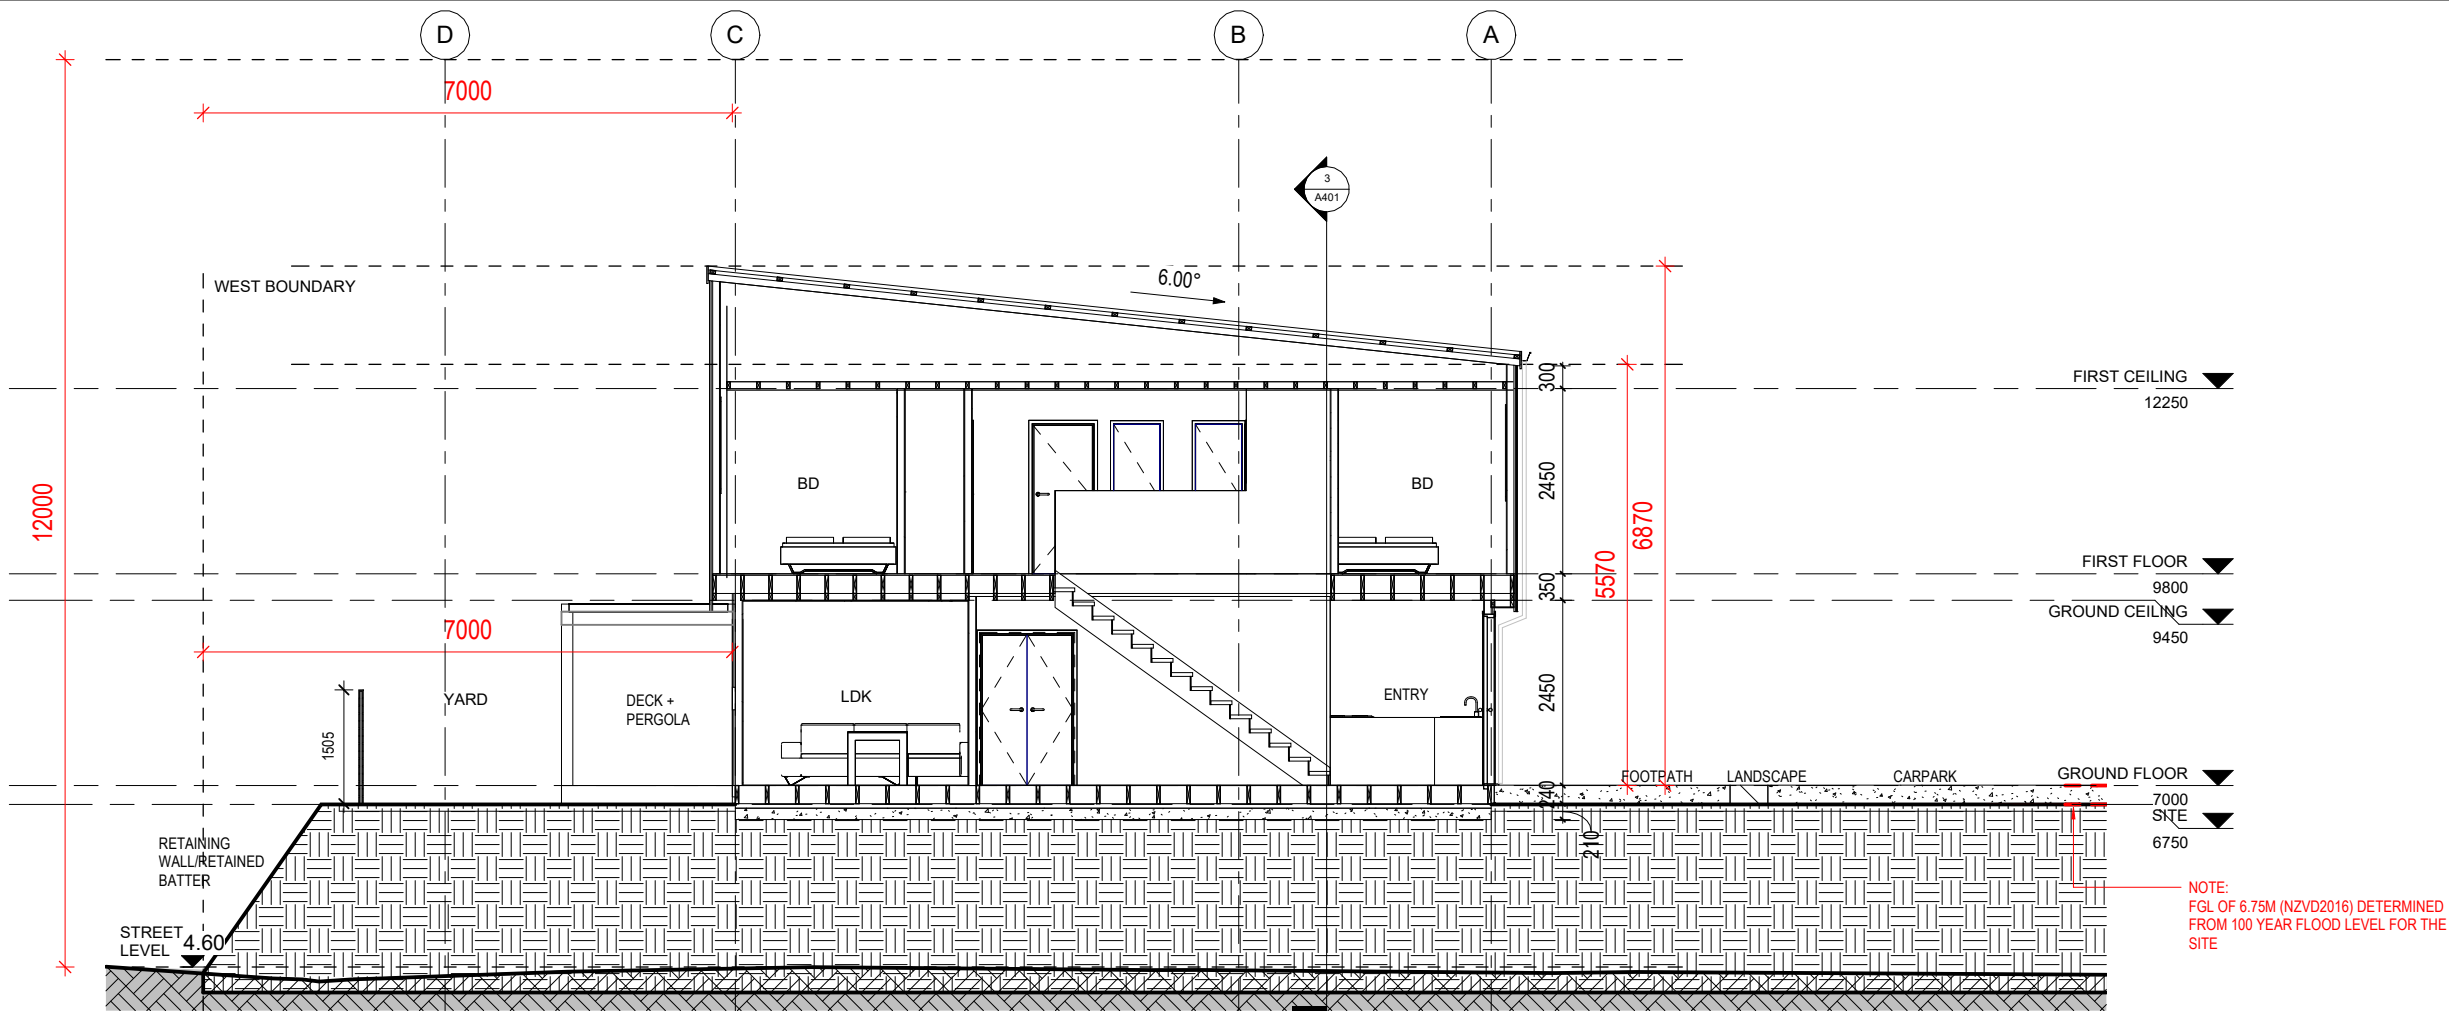 D
C
B
A
7000
3
A401
WEST BOUNDARY
6.00°
300
FIRST CEILING
12250
12000
BD
BD
2450
6870
5570
FIRST FLOOR
9800
350
GROUND CEILING
9450
7000
YARD
DECK +
PERGOLA
LDK
ENTRY
2450
1505
FOOTPATH
LANDSCAPE
CARPARK
GROUND FLOOR
7000
240
SITE
6750
210
RETAINING
WALL/RETAINED
BATTER
STREET
LEVEL
4.60
NOTE:
FGL OF 6.75M (NZVD2016) DETERMINED
FROM 100 YEAR FLOOD LEVEL FOR THE
SITE